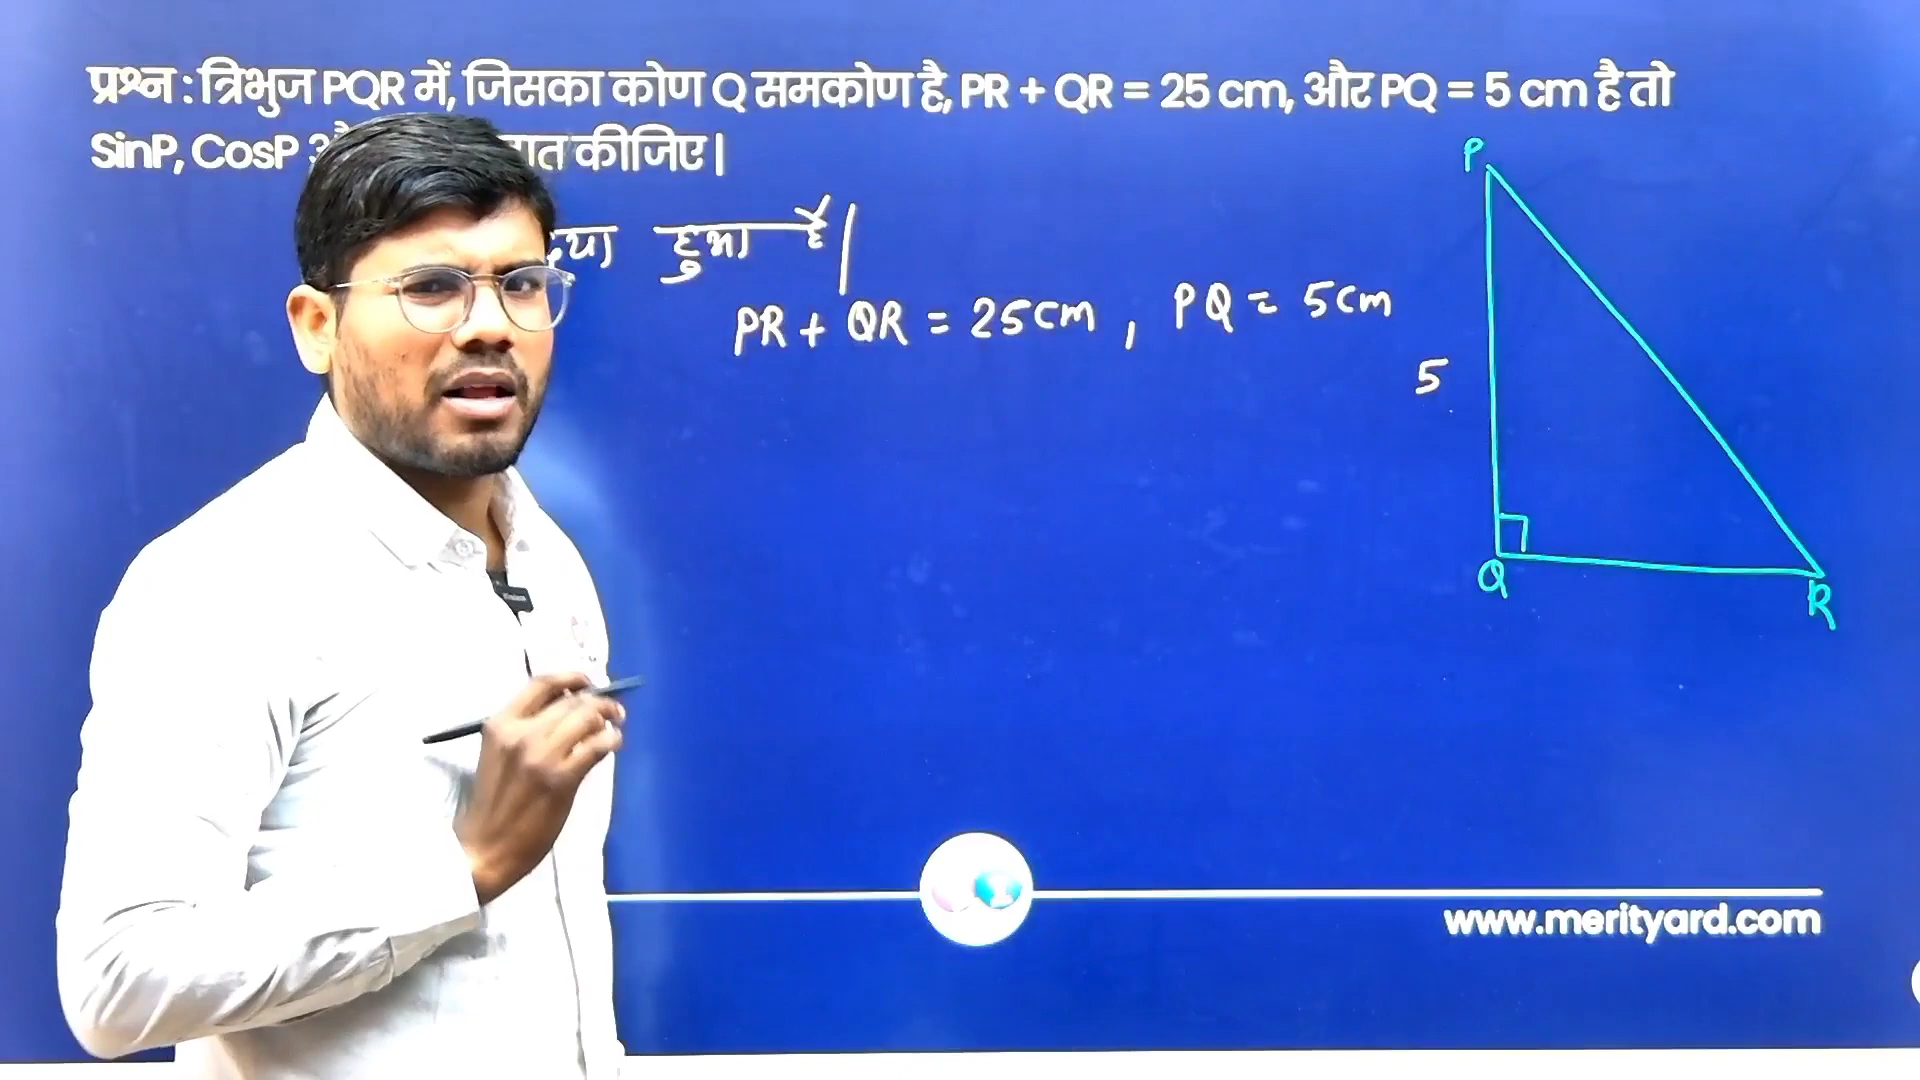 प्रश्न : त्रिभुज PQR में, जिसका कोण Q समकोण है, PR + QR = 25 cm, और PQ = 5 cm है तो
SinP, CosP कीजिए |
हुआ है|
PR + QR = 25cm , PQ = 5cm
P
5
Q
R
www.merityard.com